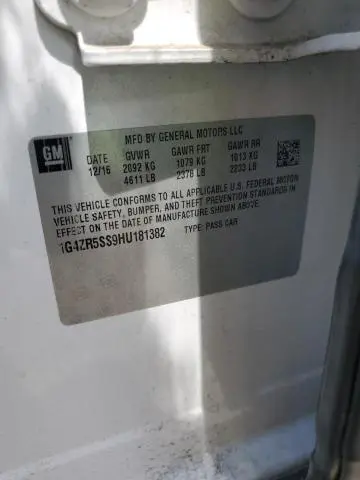 MFD BY GENERAL MOTORS LLC
GM DATE GVWR GAWR FRT GAWR RR
12/16 2092 KG 1079 KG 1013 KG
4611 LB 2378 LB 2233 LB
THIS VEHICLE CONFORMS TO ALL APPLICABLE U.S. FEDERAL MOTOR
VEHICLE SAFETY, BUMPER, AND THEFT PREVENTION STANDARDS IN
EFFECT ON THE DATE OF MANUFACTURE SHOWN ABOVE.
1G4ZR5SS9HU181382 TYPE: PASS CAR